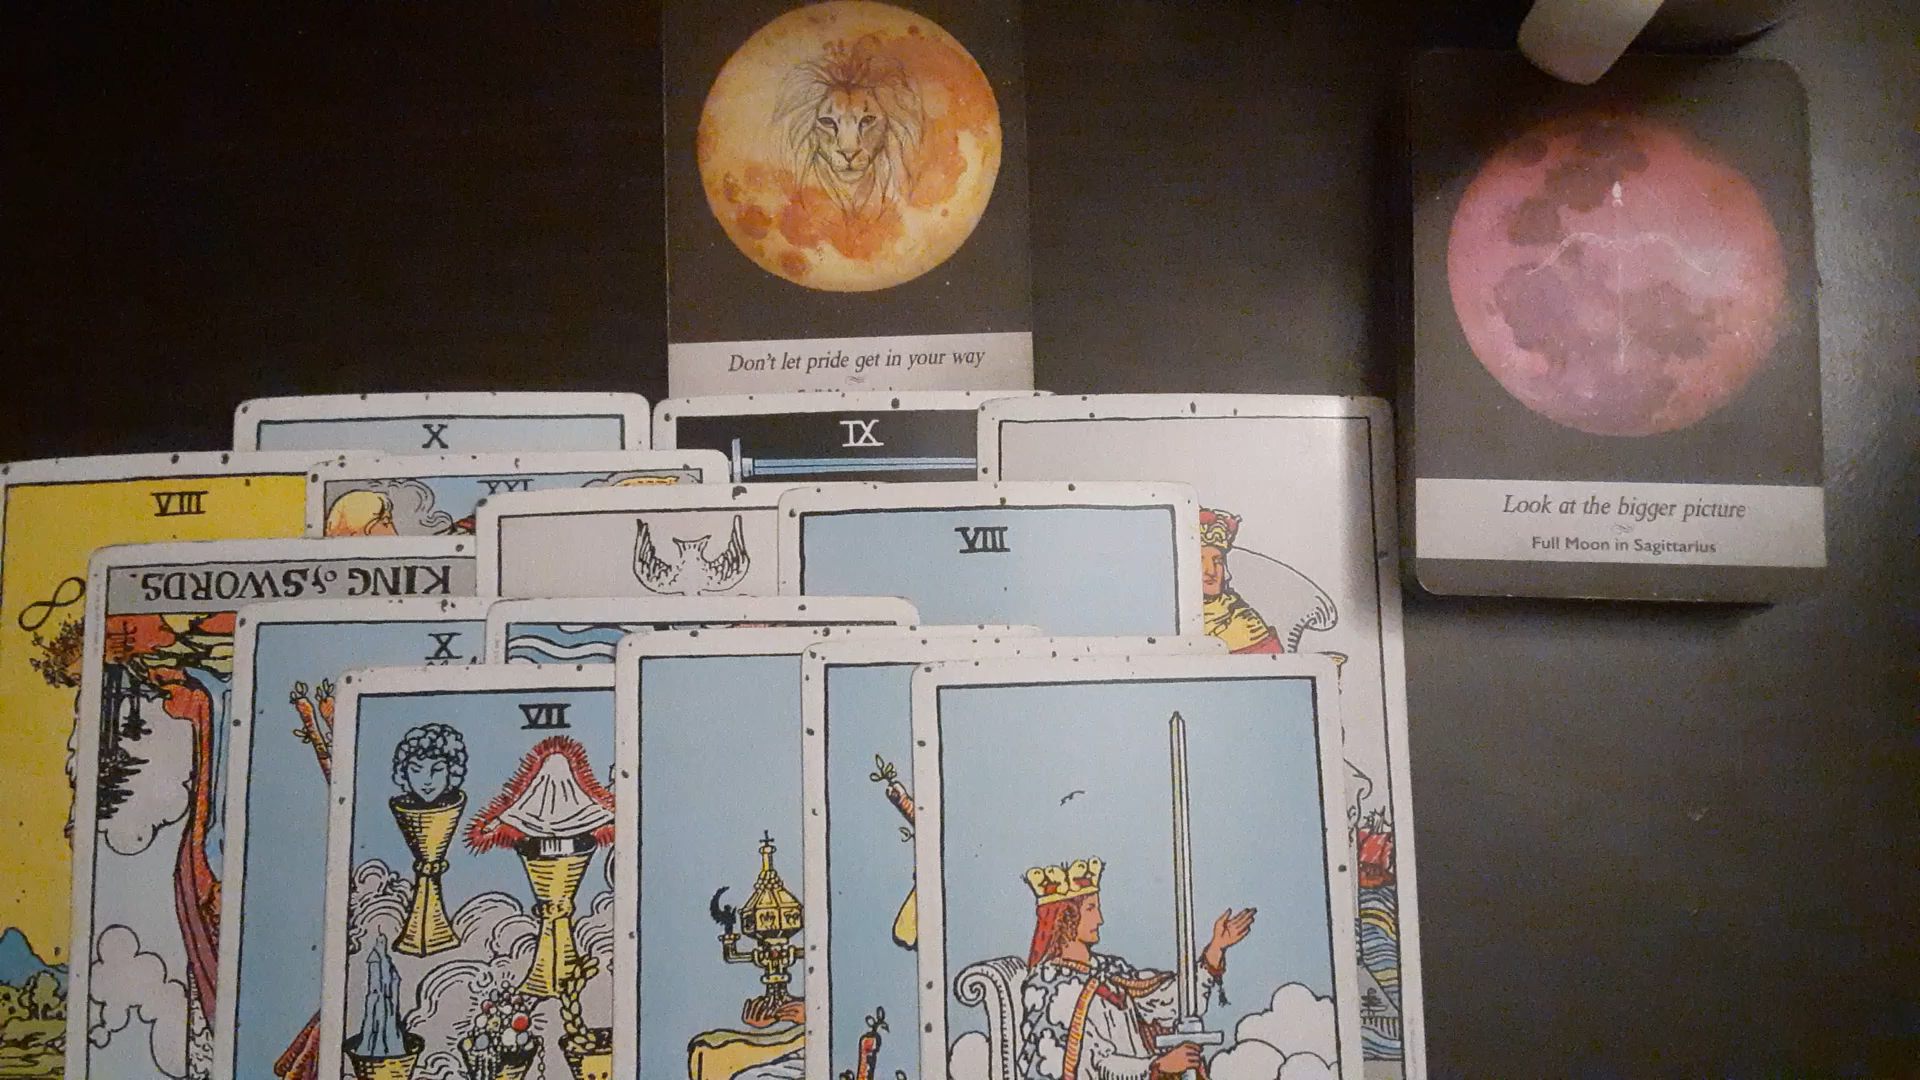 Don't let pride get in your way
Look at the bigger picture
Full Moon in Sagittarius
X
IX
VIII
XXI
VIII
KING of SWORDS.
X
VII